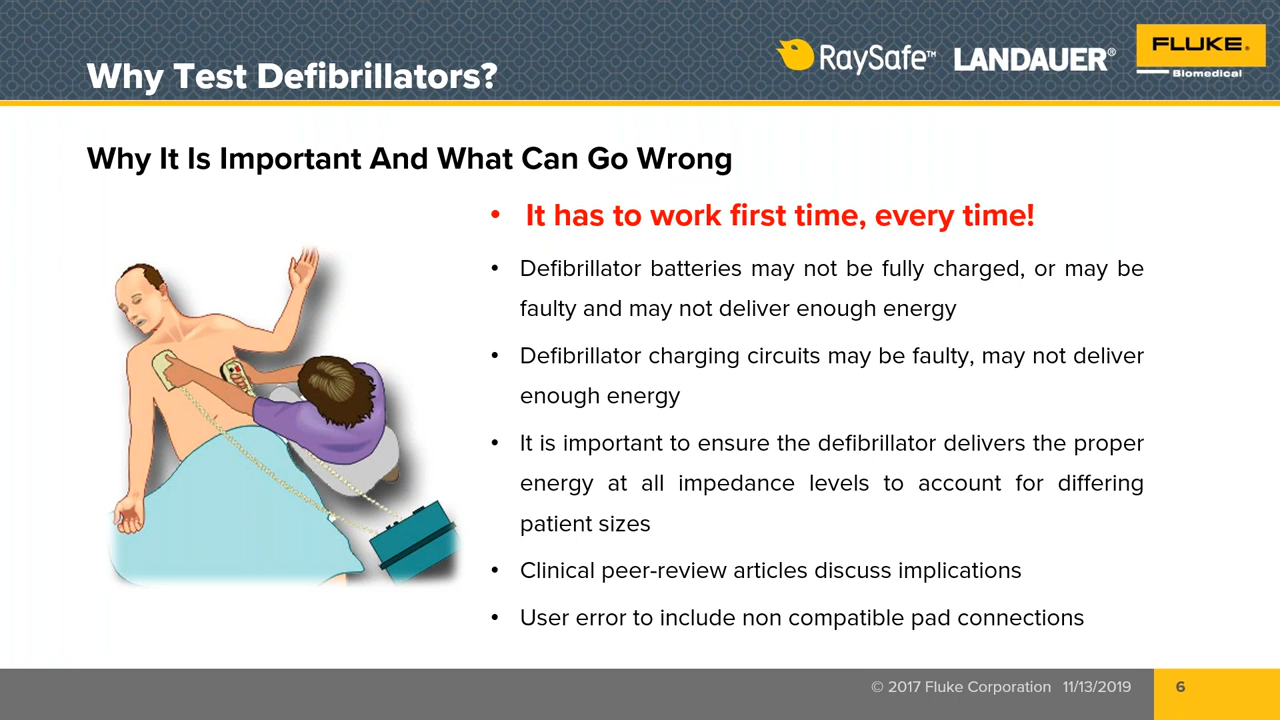 Why Test Defibrillators?
RaySafe™ LANDAUER® FLUKE®
Biomedical
Why It Is Important And What Can Go Wrong
• It has to work first time, every time!
• Defibrillator batteries may not be fully charged, or may be
faulty and may not deliver enough energy
• Defibrillator charging circuits may be faulty, may not deliver
enough energy
• It is important to ensure the defibrillator delivers the proper
energy at all impedance levels to account for differing
patient sizes
• Clinical peer-review articles discuss implications
• User error to include non compatible pad connections
© 2017 Fluke Corporation 11/13/2019 6